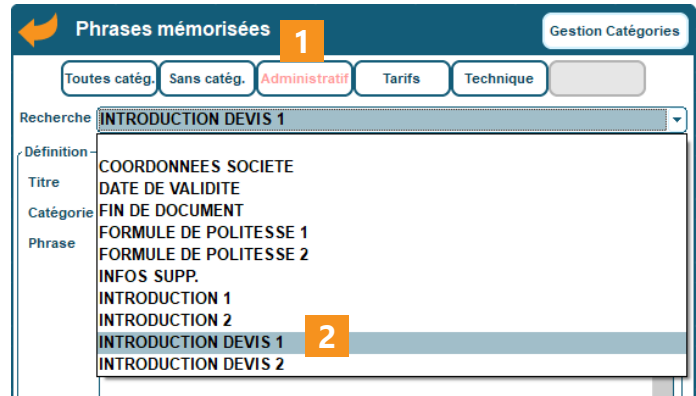 Phrases mémorisées
1
Gestion Catégories
Toutes catég.
Sans catég.
Administratif
Tarifs
Technique
Recherche
INTRODUCTION DEVIS 1
Définition
Titre
Catégorie
Phrase
COORDONNEES SOCIETE
DATE DE VALIDITE
FIN DE DOCUMENT
FORMULE DE POLITESSE 1
FORMULE DE POLITESSE 2
INFOS SUPP.
INTRODUCTION 1
INTRODUCTION 2
INTRODUCTION DEVIS 1
2
INTRODUCTION DEVIS 2